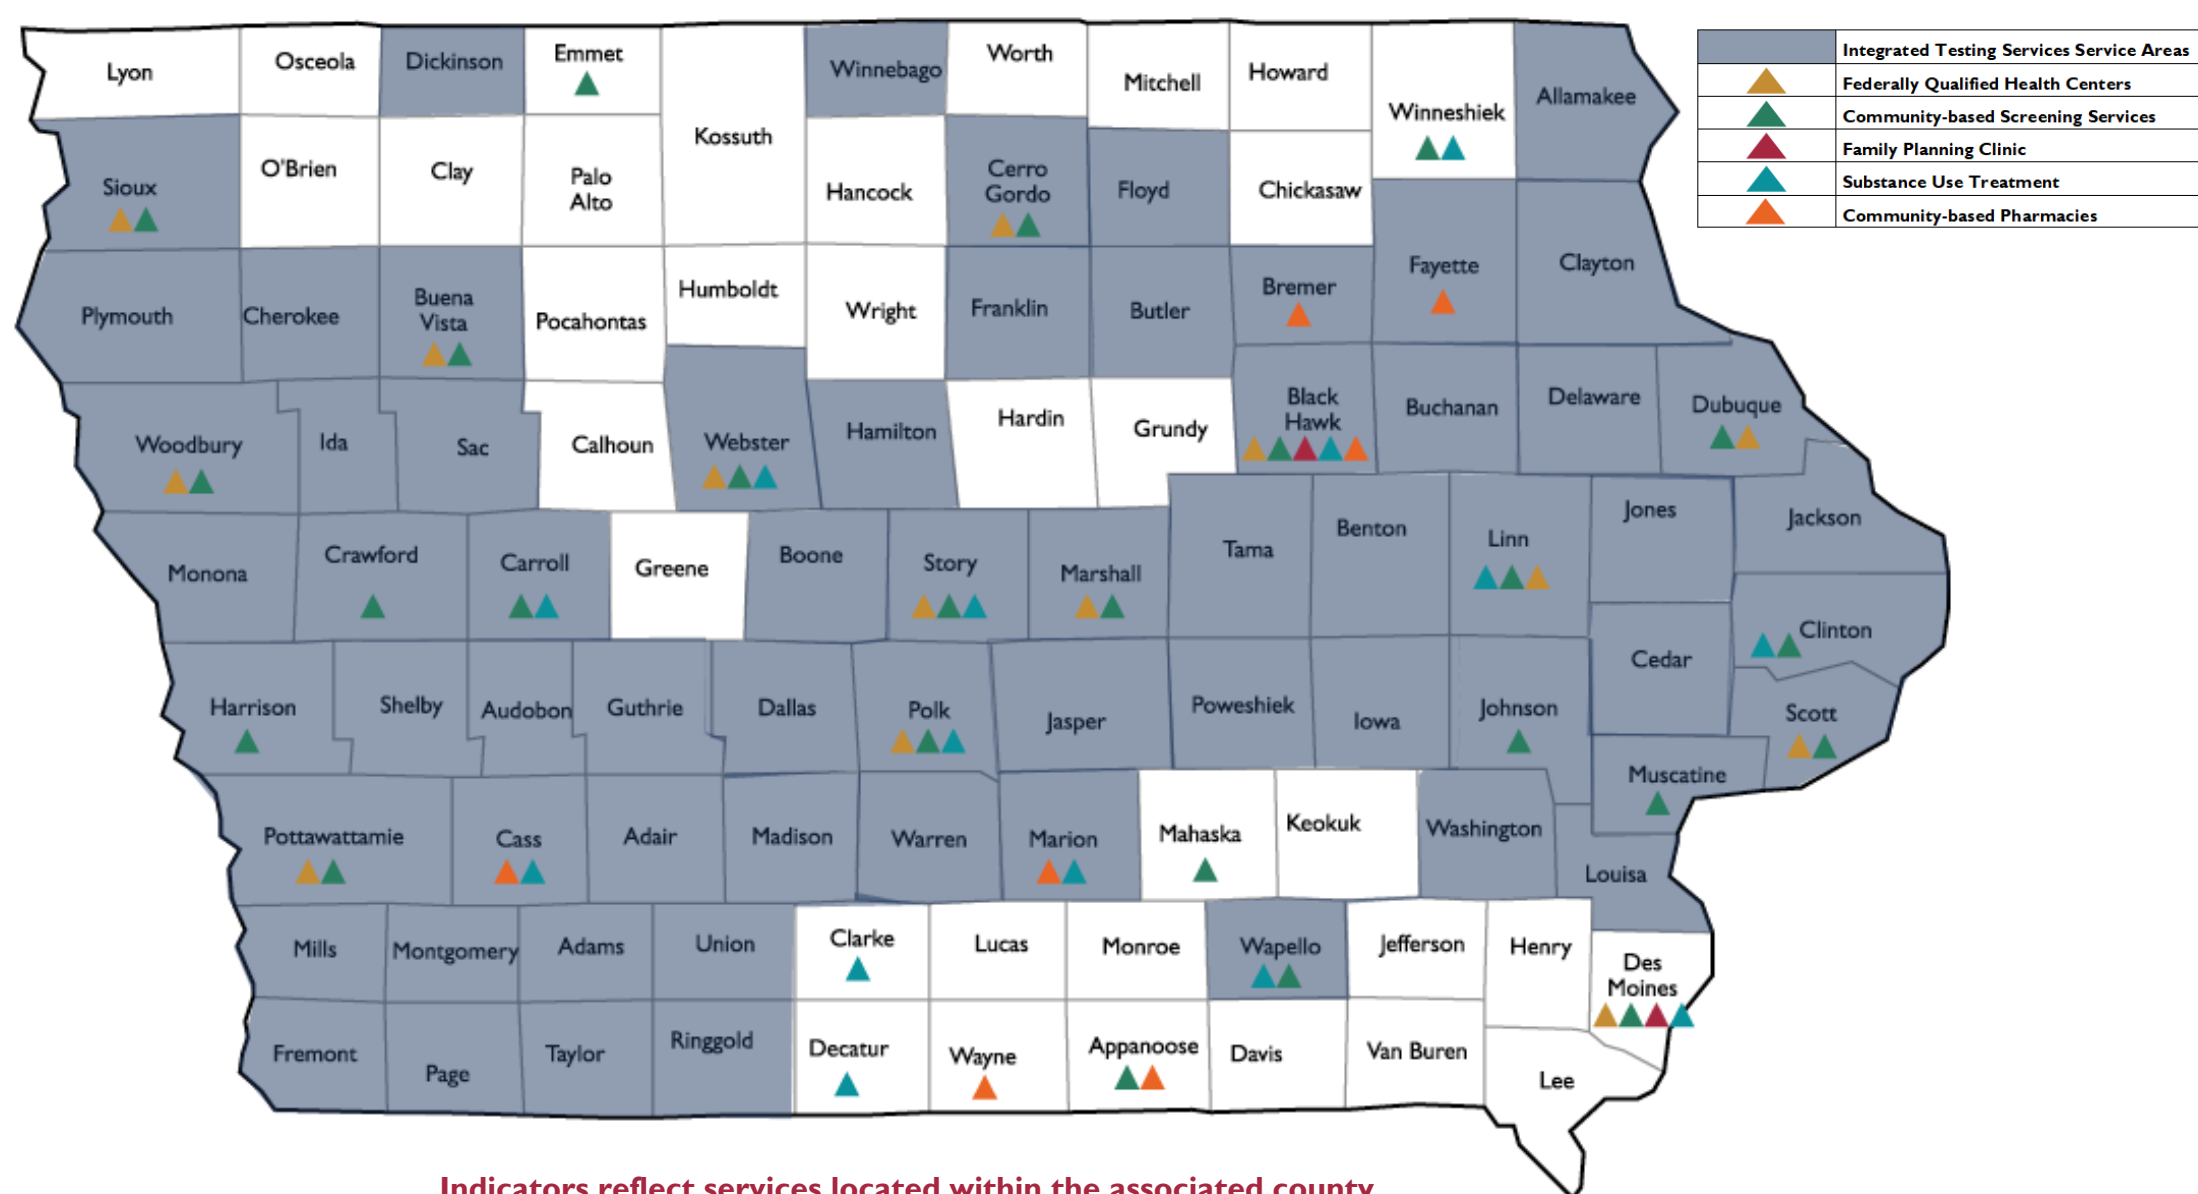 Lyon
Osceola
Dickinson
Emmet
Kossuth
Winnebago
Worth
Mitchell
Howard
Winneshiek
Allamakee
Integrated Testing Services Service Areas
Federally Qualified Health Centers
Community-based Screening Services
Family Planning Clinic
Substance Use Treatment
Community-based Pharmacies
Sioux
O'Brien
Clay
Palo
Alto
Hancock
Cerro
Gordo
Floyd
Chickasaw
Fayette
Clayton
Plymouth
Cherokee
Buena
Vista
Pocahontas
Humboldt
Wright
Franklin
Butler
Bremer
Woodbury
Ida
Sac
Calhoun
Webster
Hamilton
Hardin
Grundy
Black
Hawk
Buchanan
Delaware
Dubuque
Monona
Crawford
Carroll
Greene
Boone
Story
Marshall
Tama
Benton
Linn
Jones
Jackson
Clinton
Cedar
Harrison
Shelby
Audobon
Guthrie
Dallas
Polk
Jasper
Poweshiek
Iowa
Johnson
Scott
Muscatine
Pottawattamie
Cass
Adair
Madison
Warren
Marion
Mahaska
Keokuk
Washington
Louisa
Mills
Montgomery
Adams
Union
Clarke
Lucas
Monroe
Wapello
Jefferson
Henry
Des
Moines
Fremont
Page
Taylor
Ringgold
Decatur
Wayne
Appanoose
Davis
Van Buren
Lee
Indicators reflect services located within the associated county